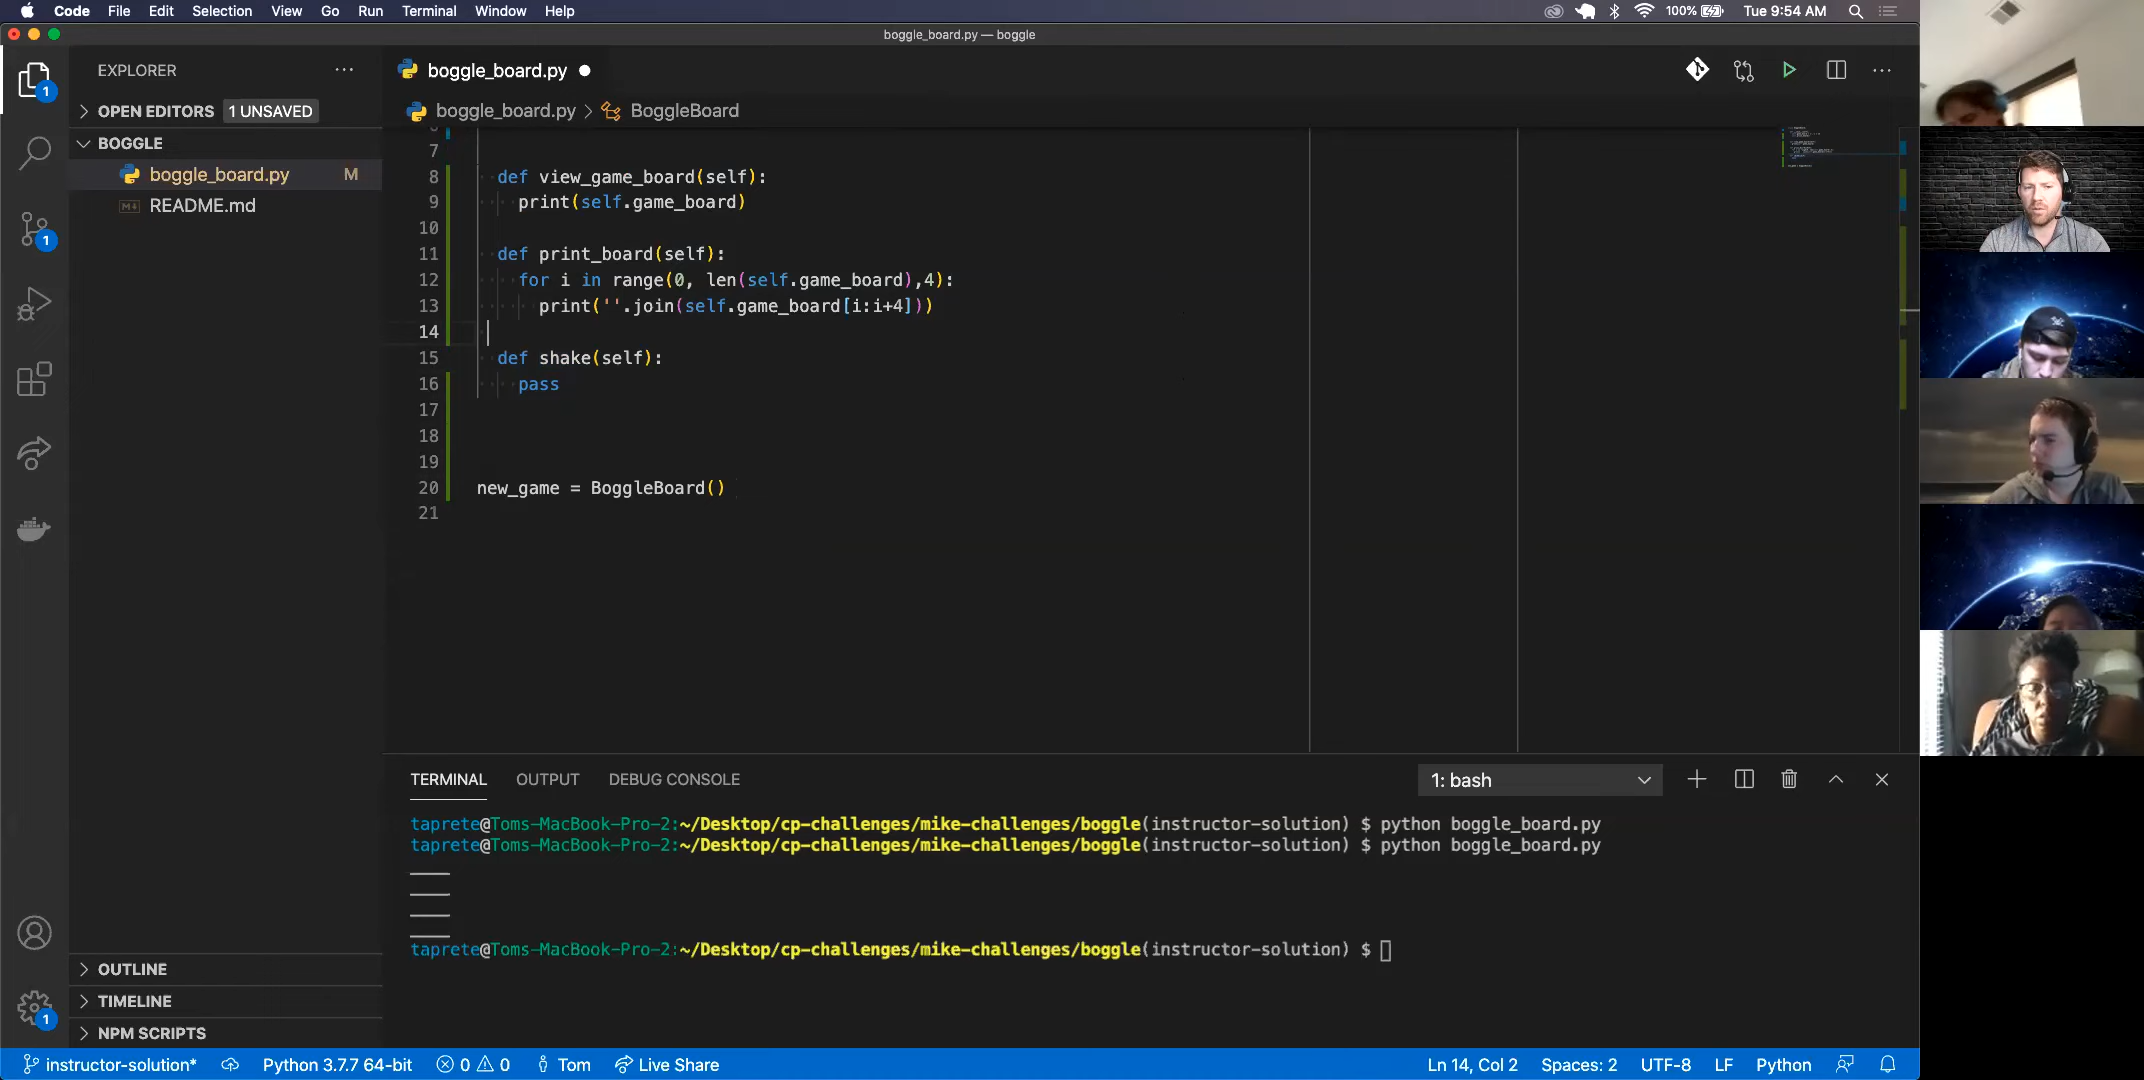 Code File Edit Selection View Go Run Terminal Window Help 100% Tue 9:54 AM
boggle_board.py — boggle
EXPLORER ···
boggle_board.py ●
OPEN EDITORS 1 UNSAVED
boggle_board.py > BoggleBoard
BOGGLE
boggle_board.py M
README.md
7
8 def view_game_board(self):
9 print(self.game_board)
10
11 def print_board(self):
12 for i in range(0, len(self.game_board),4):
13 print(''.join(self.game_board[i:i+4]))
14
15 def shake(self):
16 pass
17
18
19
20 new_game = BoggleBoard()
21
1
1
TERMINAL OUTPUT DEBUG CONSOLE 1: bash
taprete@Toms-MacBook-Pro-2:~/Desktop/cp-challenges/mike-challenges/boggle(instructor-solution) $ python boggle_board.py
taprete@Toms-MacBook-Pro-2:~/Desktop/cp-challenges/mike-challenges/boggle(instructor-solution) $ python boggle_board.py
____
____
____
____
taprete@Toms-MacBook-Pro-2:~/Desktop/cp-challenges/mike-challenges/boggle(instructor-solution) $
OUTLINE
TIMELINE
1
NPM SCRIPTS
instructor-solution* Python 3.7.7 64-bit 0 0 Tom Live Share Ln 14, Col 2 Spaces: 2 UTF-8 LF Python